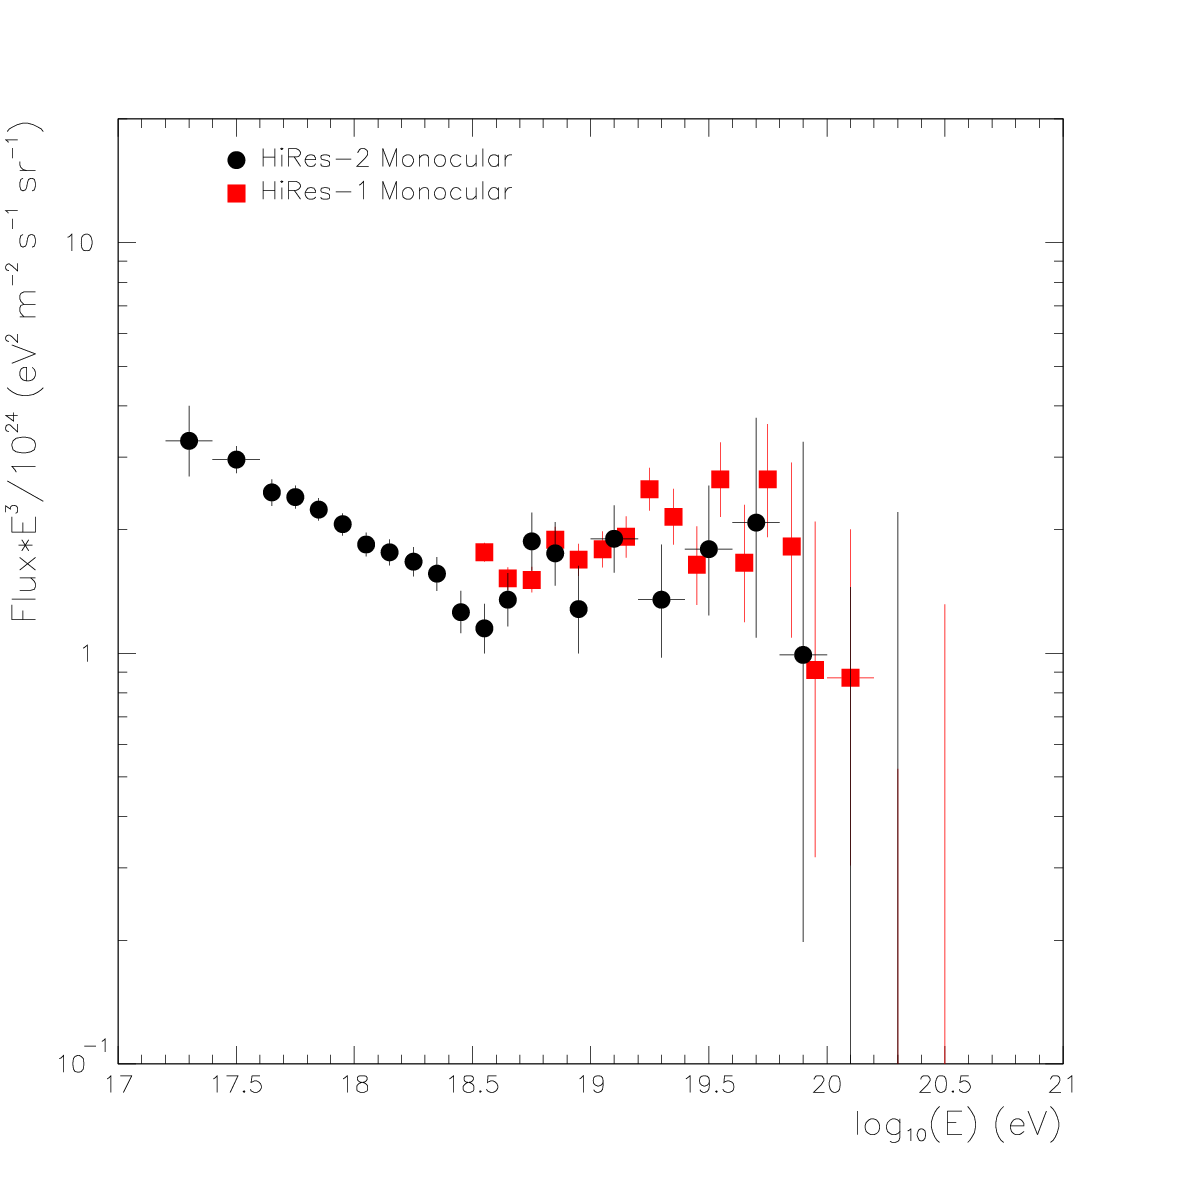 HiRes-2 Monocular
HiRes-1 Monocular
Flux*E³/10²⁴ (eV² m⁻² s⁻¹ sr⁻¹)
10
1
10⁻¹
17 17.5 18 18.5 19 19.5 20 20.5 21
log₁₀(E) (eV)